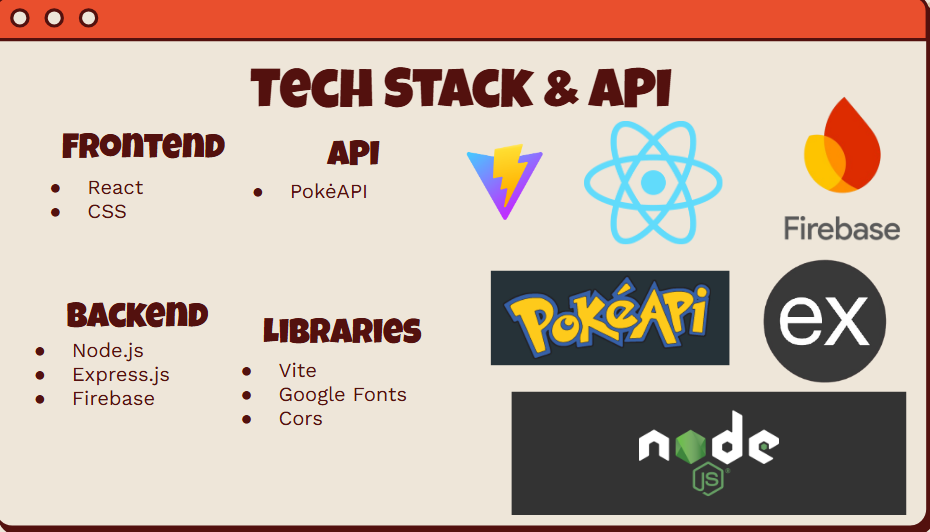 Tech Stack & API
Frontend
● React
● CSS
API
● PokėAPI
Backend
● Node.js
● Express.js
● Firebase
Libraries
● Vite
● Google Fonts
● Cors
Firebase
PokéApi
ex
node
JS